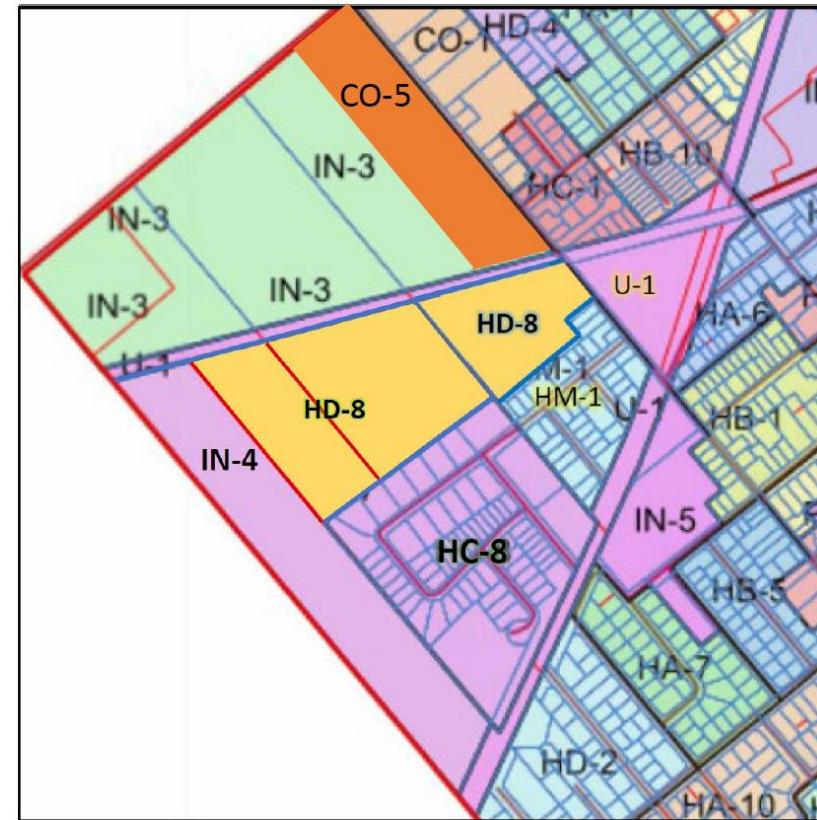 HD-4
CO-1
CO-5
IN-3
HB-10
HC-1
IN-3
IN-3
IN-3
U-1
HA-6
HD-8
U-1
HM-1
HD-8
U-1
HB-1
IN-4
IN-5
HC-8
HB-5
HA-7
HD-2
HA-10